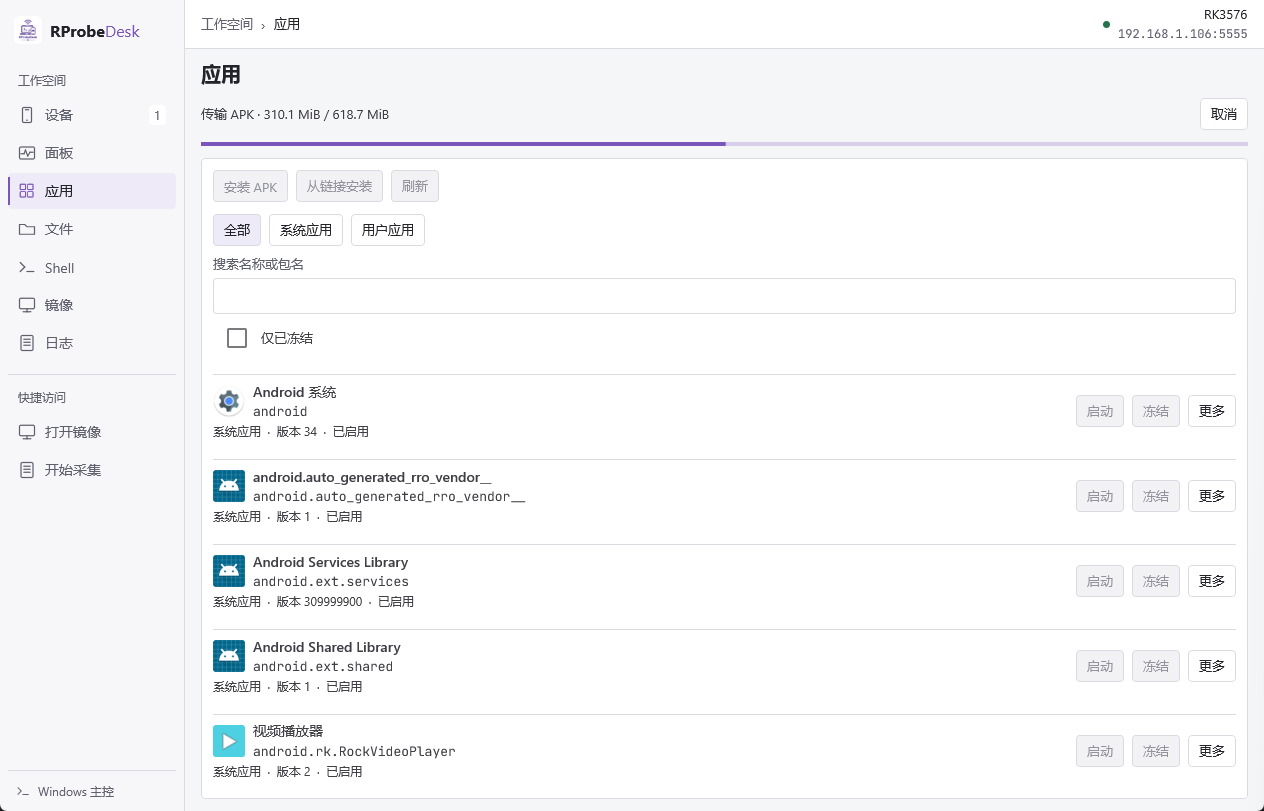 RProbeDesk
工作空间
设备 1
面板
应用
文件
Shell
镜像
日志
快捷访问
打开镜像
开始采集
Windows 主控
工作空间 › 应用
RK3576
192.168.1.106:5555
应用
传输 APK · 310.1 MiB / 618.7 MiB
取消
安装 APK 从链接安装 刷新
全部 系统应用 用户应用
搜索名称或包名
仅已冻结
Android 系统
android
系统应用 · 版本 34 · 已启用
启动 冻结 更多
android.auto_generated_rro_vendor__
android.auto_generated_rro_vendor__
系统应用 · 版本 1 · 已启用
启动 冻结 更多
Android Services Library
android.ext.services
系统应用 · 版本 309999900 · 已启用
启动 冻结 更多
Android Shared Library
android.ext.shared
系统应用 · 版本 1 · 已启用
启动 冻结 更多
视频播放器
android.rk.RockVideoPlayer
系统应用 · 版本 2 · 已启用
启动 冻结 更多